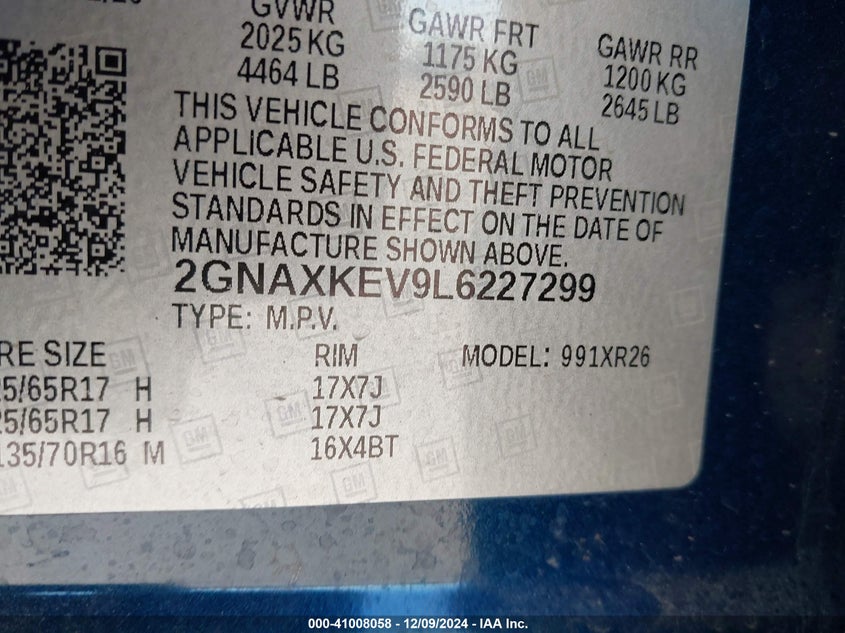 GVWR GAWR FRT GAWR RR
2025 KG 1175 KG 1200 KG
4464 LB 2590 LB 2645 LB
THIS VEHICLE CONFORMS TO ALL
APPLICABLE U.S. FEDERAL MOTOR
VEHICLE SAFETY AND THEFT PREVENTION
STANDARDS IN EFFECT ON THE DATE OF
MANUFACTURE SHOWN ABOVE.
2GNAXKEV9L6227299
TYPE: M.P.V.
RE SIZE RIM MODEL: 991XR26
5/65R17 H 17X7J
25/65R17 H 17X7J
135/70R16 M 16X4BT
GM
000-41008058 - 12/09/2024 - IAA Inc.